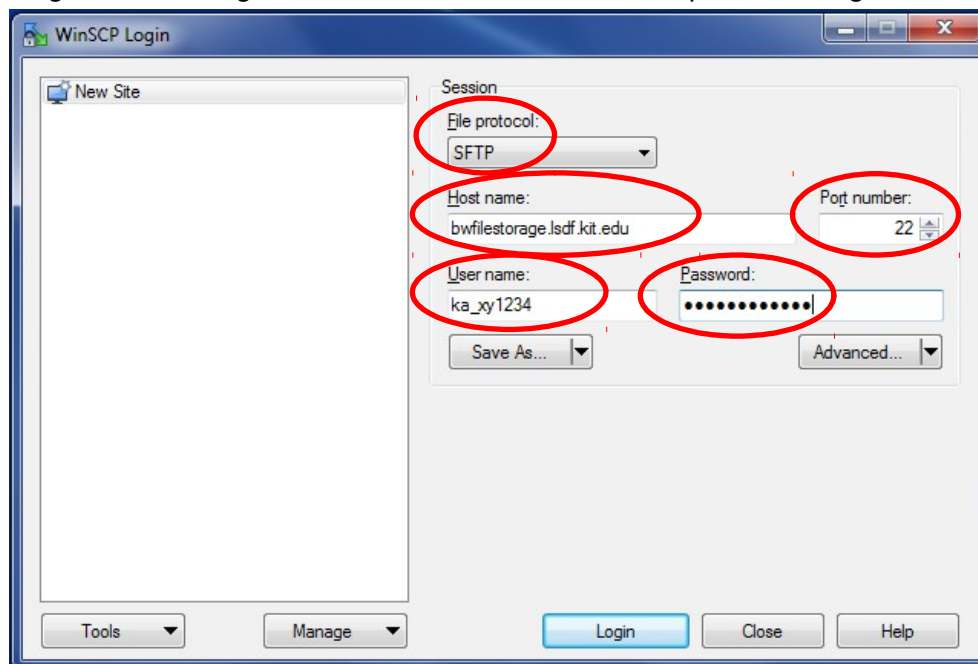 WinSCP Login
New Site
Session
File protocol:
SFTP
Host name:
Port number:
bwfilestorage.lsdf.kit.edu
22
User name:
Password:
ka_xy1234
●●●●●●●●●●●●
Save As...
Advanced...
Tools
Manage
Login
Close
Help